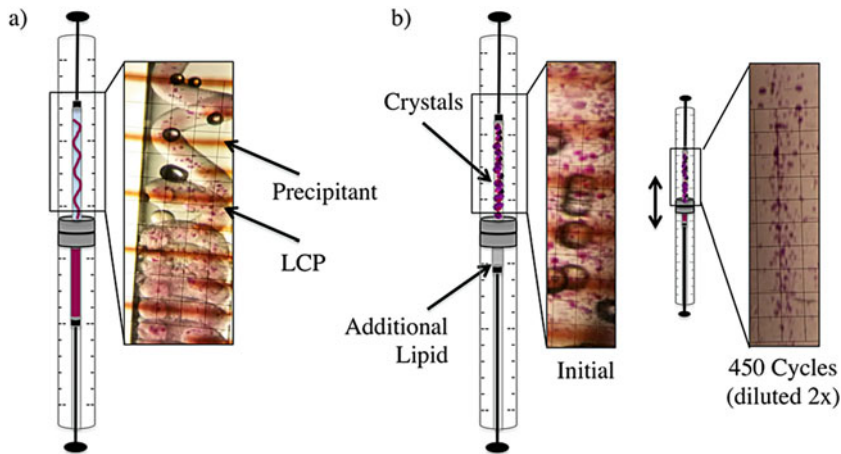 a)
b)
Precipitant
LCP
Crystals
Additional
Lipid
Initial
450 Cycles
(diluted 2x)